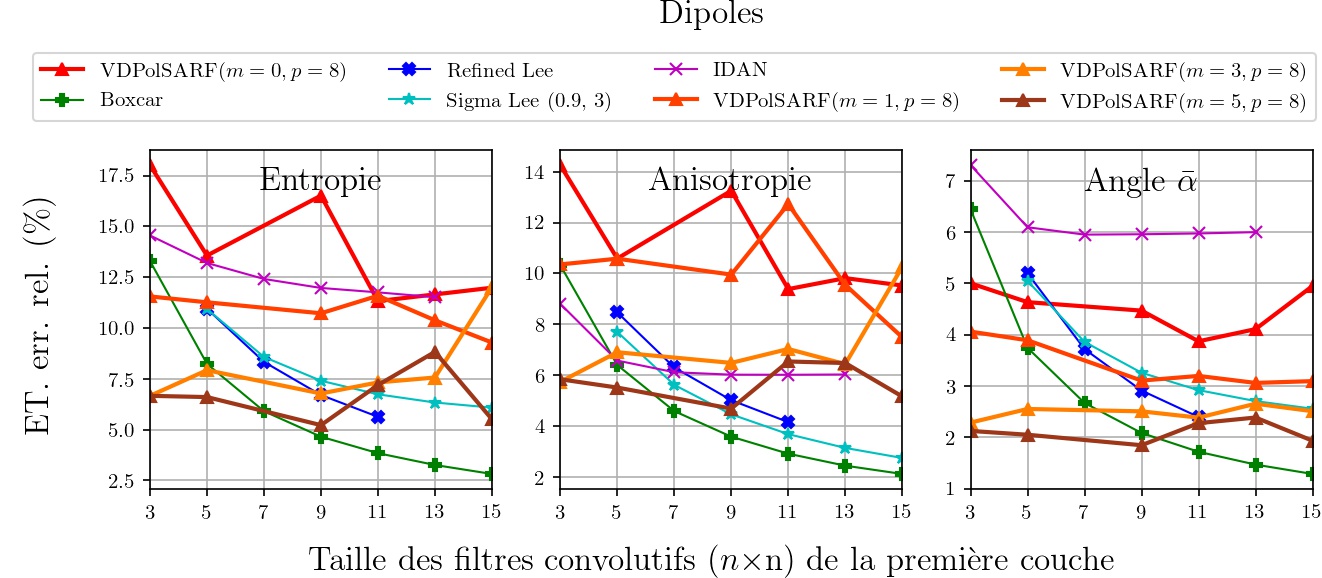 Dipoles
VDPolSARF(m = 0, p = 8) Refined Lee IDAN VDPolSARF(m = 3, p = 8)
Boxcar Sigma Lee (0.9, 3) VDPolSARF(m = 1, p = 8) VDPolSARF(m = 5, p = 8)
Entropie
17.5
15.0
12.5
10.0
7.5
5.0
2.5
3 5 7 9 11 13 15
Anisotropie
14
12
10
8
6
4
2
3 5 7 9 11 13 15
Angle ᾱ
7
6
5
4
3
2
1
3 5 7 9 11 13 15
ET. err. rel. (%)
Taille des filtres convolutifs (n×n) de la première couche